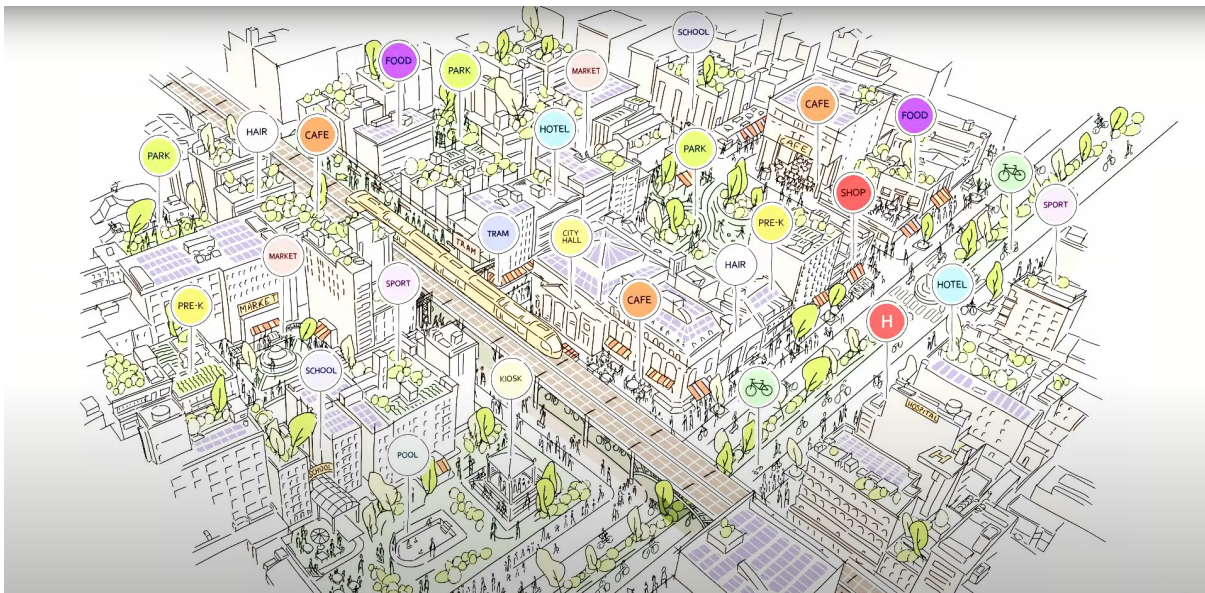 SCHOOL
FOOD
PARK
MARKET
CAFE
HAIR
CAFE
HOTEL
FOOD
CAFE
PARK
PARK
SHOP
SPORT
PRE-K
TRAM
CITY
HALL
TRAM
MARKET
HAIR
SPORT
HOTEL
PRE-K
MARKET
CAFE
H
SCHOOL
KIOSK
HOSPITAL
H
POOL
SCHOOL